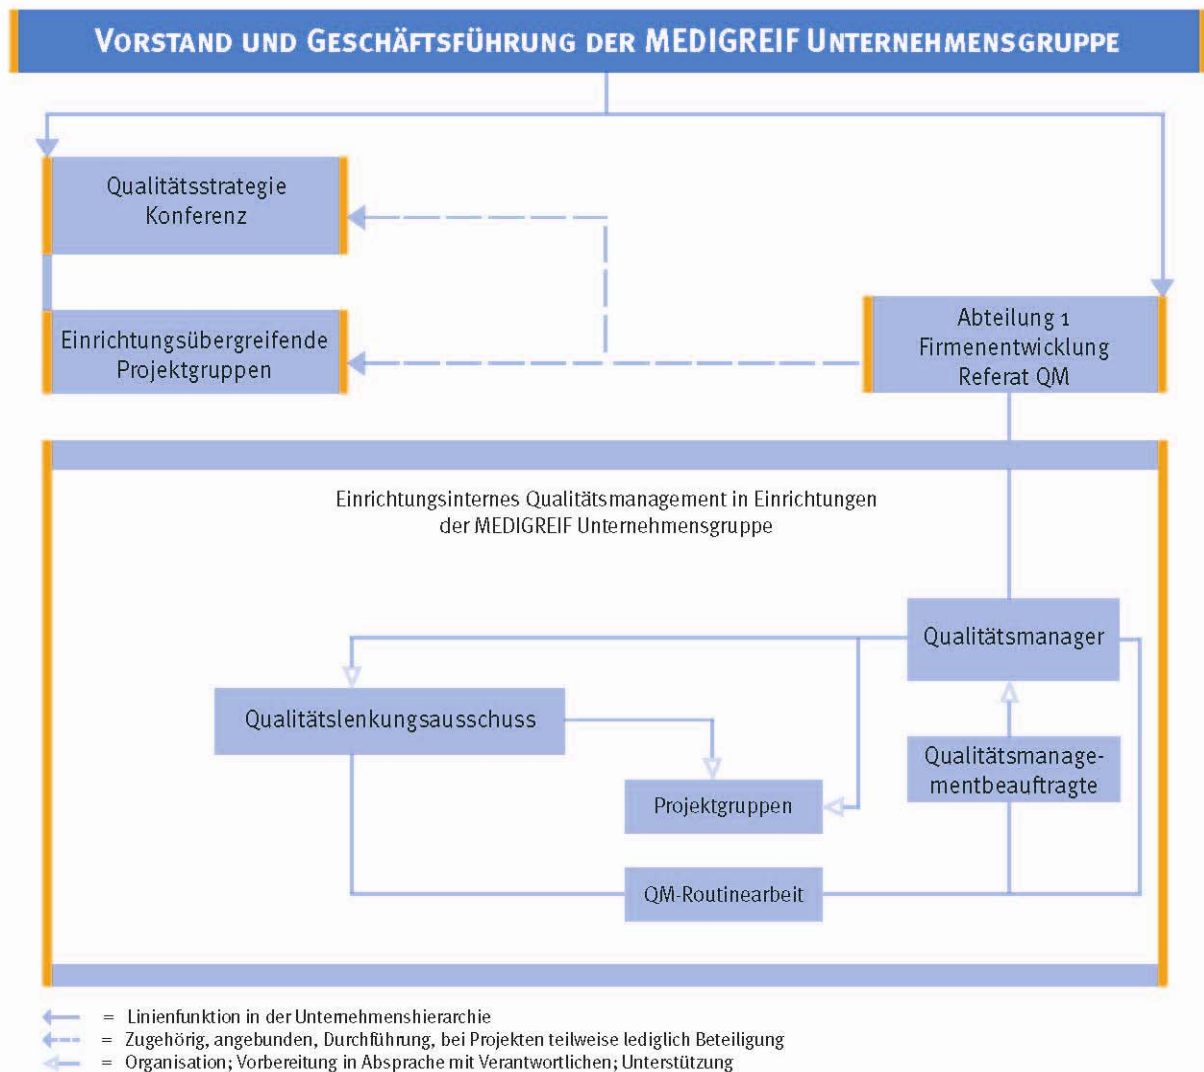 VORSTAND UND GESCHÄFTSFÜHRUNG DER MEDIGREIF UNTERNEHMENSGRUPPE
Qualitätsstrategie
Konferenz
Einrichtungsübergreifende
Projektgruppen
Abteilung 1
Firmenentwicklung
Referat QM
Einrichtungsinternes Qualitätsmanagement in Einrichtungen
der MEDIGREIF Unternehmensgruppe
Qualitätsmanager
Qualitätslenkungsausschuss
Qualitätsmanage-
mentbeauftragte
Projektgruppen
QM-Routinearbeit
= Linienfunktion in der Unternehmenshierarchie
= Zugehörig, angebunden, Durchführung, bei Projekten teilweise lediglich Beteiligung
= Organisation; Vorbereitung in Absprache mit Verantwortlichen; Unterstützung